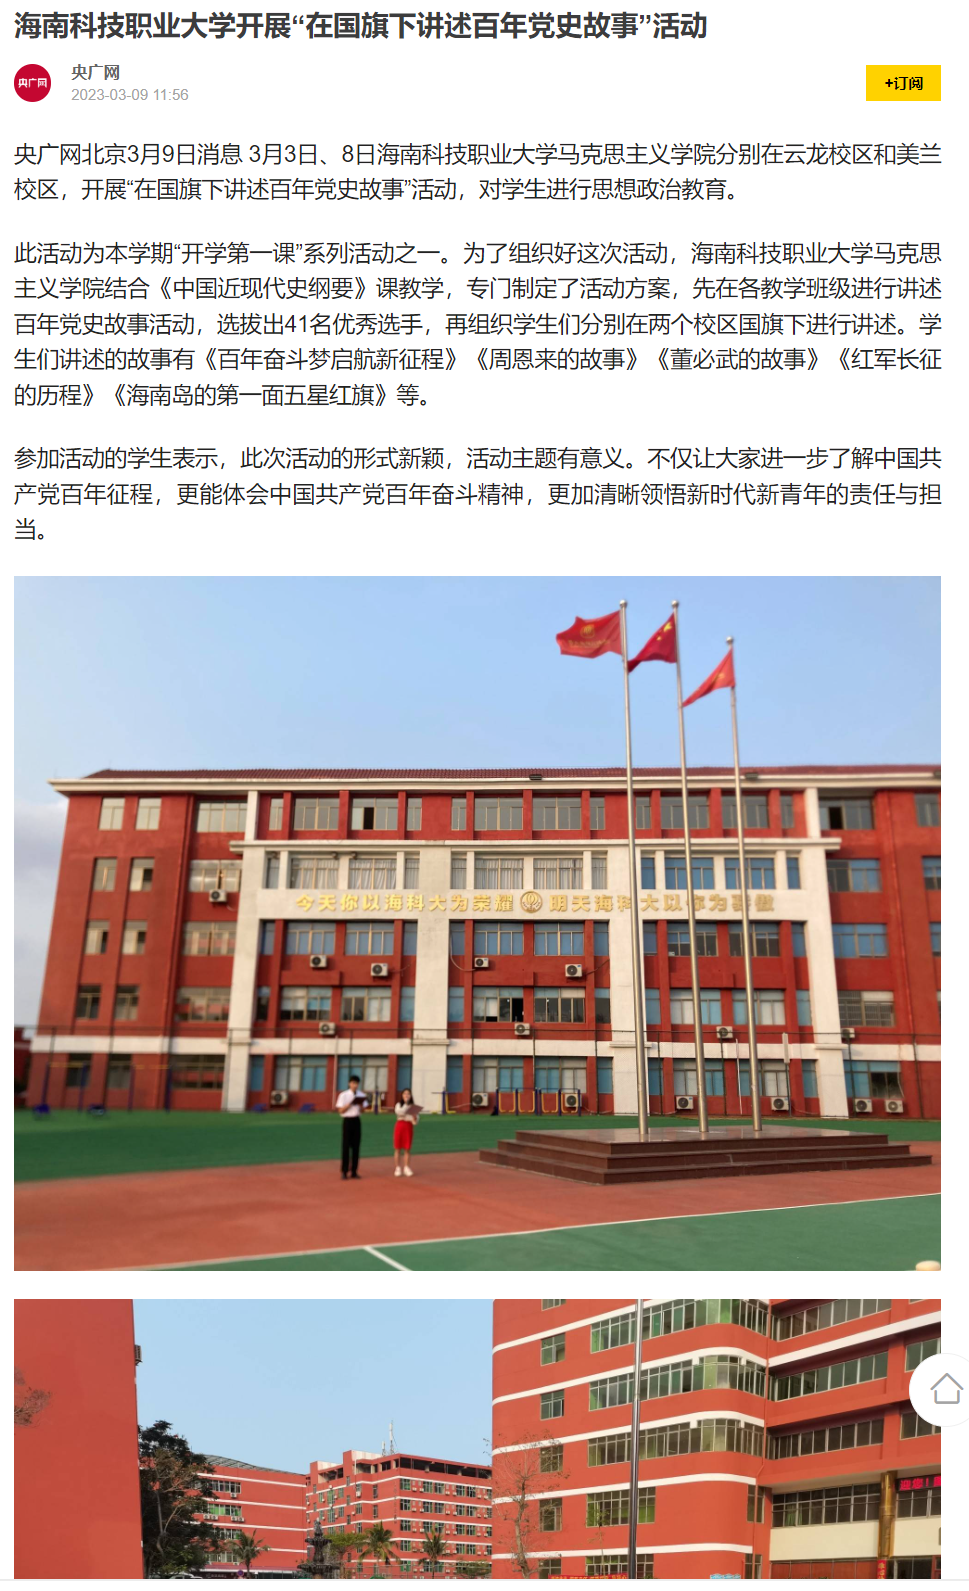 海南科技职业大学开展“在国旗下讲述百年党史故事”活动
央广网
央广网
2023-03-09 11:56
+订阅
央广网北京3月9日消息 3月3日、8日海南科技职业大学马克思主义学院分别在云龙校区和美兰
校区，开展“在国旗下讲述百年党史故事”活动，对学生进行思想政治教育。
此活动为本学期“开学第一课”系列活动之一。为了组织好这次活动，海南科技职业大学马克思
主义学院结合《中国近现代史纲要》课教学，专门制定了活动方案，先在各教学班级进行讲述
百年党史故事活动，选拔出41名优秀选手，再组织学生们分别在两个校区国旗下进行讲述。学
生们讲述的故事有《百年奋斗梦启航新征程》《周恩来的故事》《董必武的故事》《红军长征
的历程》《海南岛的第一面五星红旗》等。
参加活动的学生表示，此次活动的形式新颖，活动主题有意义。不仅让大家进一步了解中国共
产党百年征程，更能体会中国共产党百年奋斗精神，更加清晰领悟新时代新青年的责任与担
当。
今天你以海科大为荣耀 明天海科大以你为骄傲